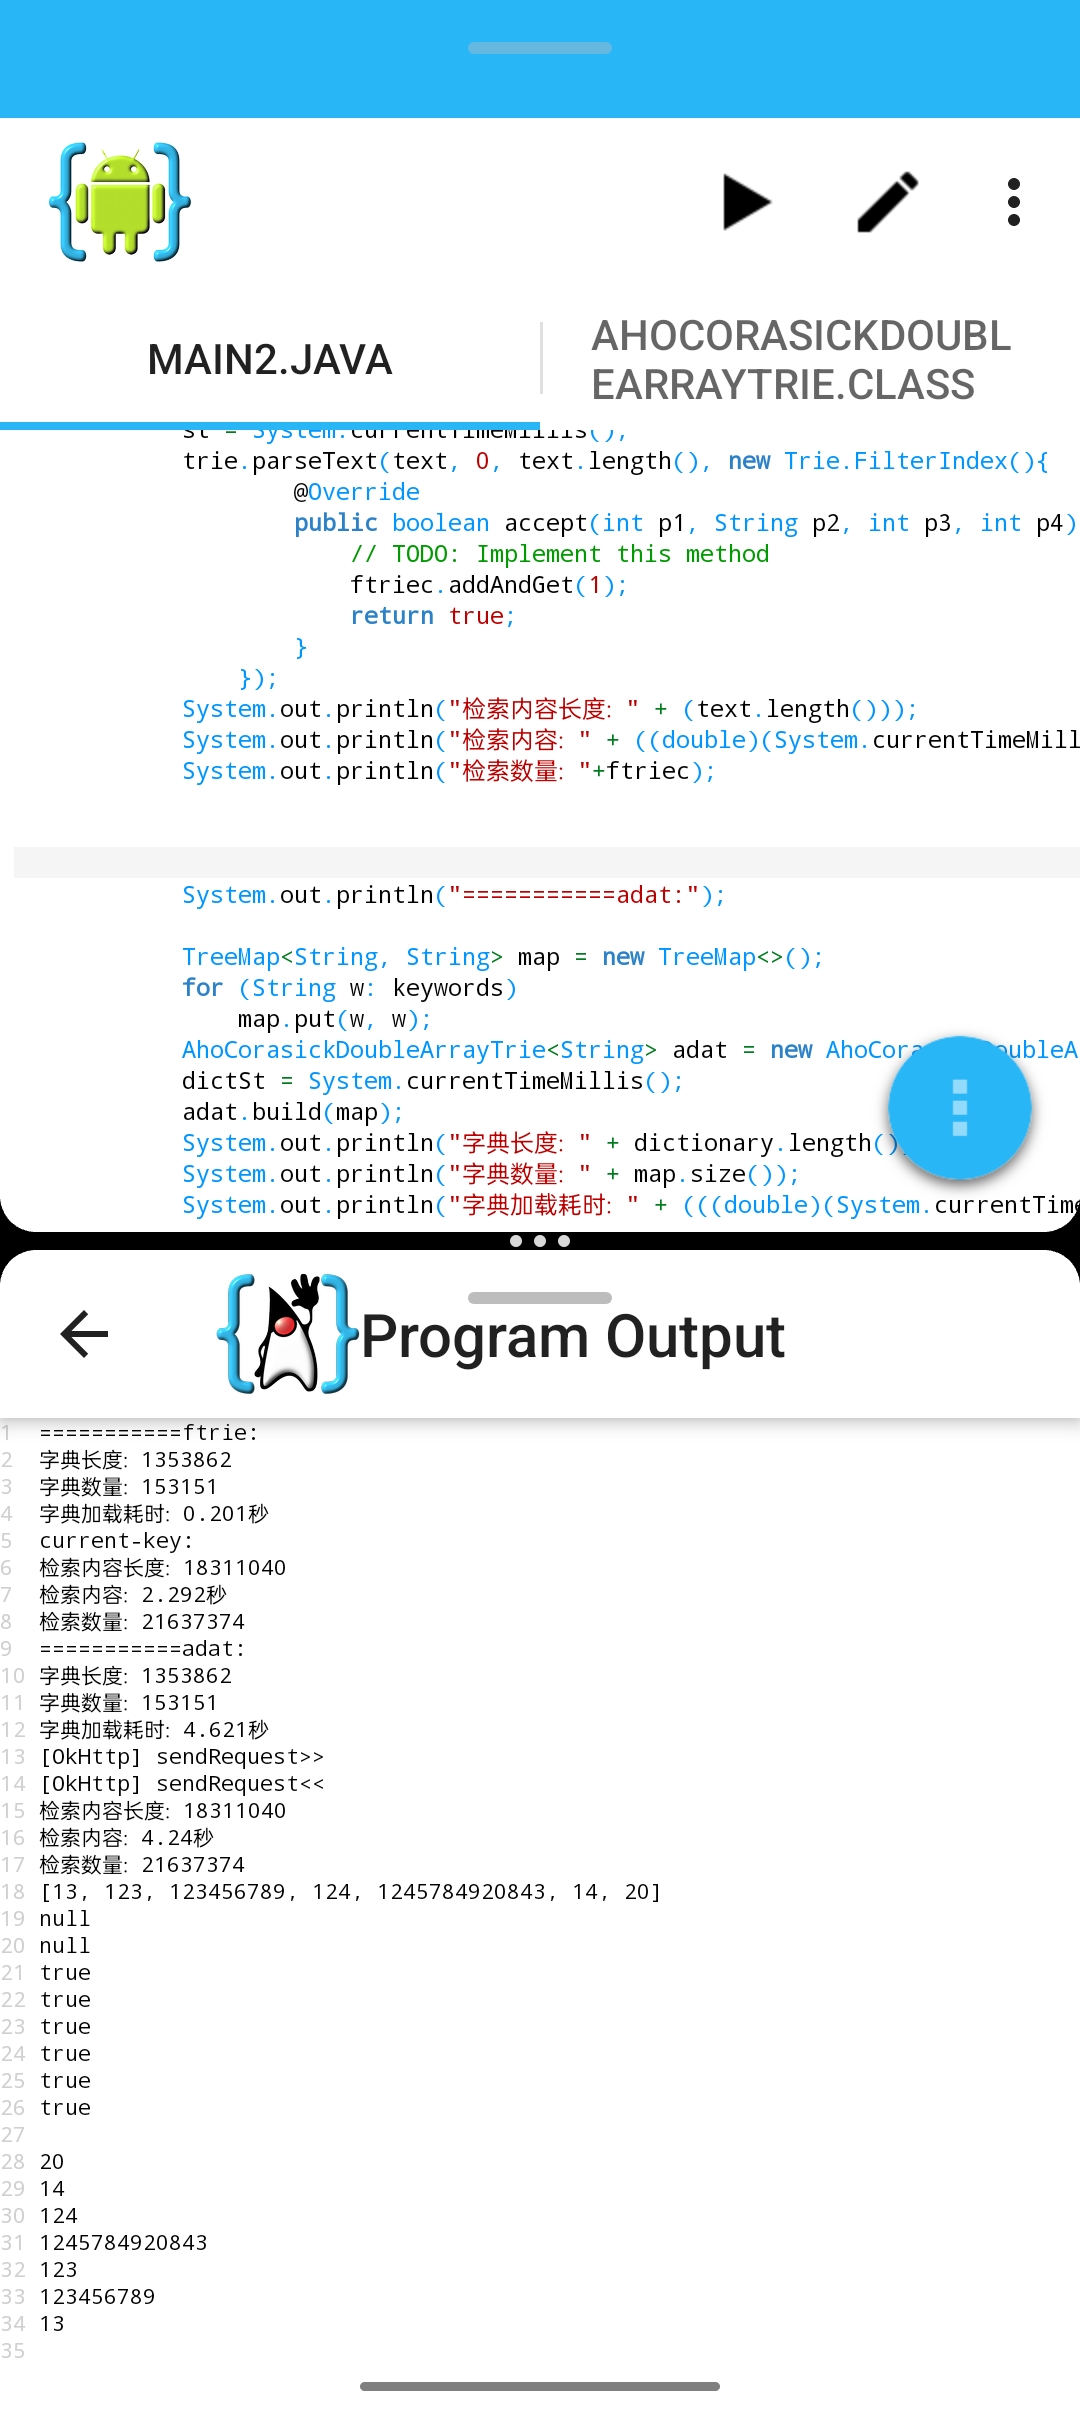 MAIN2.JAVA
AHOCORASICKDOUBL
EARRAYTRIE.CLASS
st = System.currentTimeMillis();
trie.parseText(text, 0, text.length(), new Trie.FilterIndex(){
@Override
public boolean accept(int p1, String p2, int p3, int p4)
// TODO: Implement this method
ftriec.addAndGet(1);
return true;
}
});
System.out.println("检索内容长度: " + (text.length()));
System.out.println("检索内容: " + ((double)(System.currentTimeMill
System.out.println("检索数量: "+ftriec);
System.out.println("===========adat:");
TreeMap<String, String> map = new TreeMap<>();
for (String w: keywords)
map.put(w, w);
AhoCorasickDoubleArrayTrie<String> adat = new AhoCora oubleA
dictSt = System.currentTimeMillis();
adat.build(map);
System.out.println("字典长度: " + dictionary.length()
System.out.println("字典数量: " + map.size());
System.out.println("字典加载耗时: " + (((double)(System.currentTime
Program Output
1 ===========ftrie:
2 字典长度: 1353862
3 字典数量: 153151
4 字典加载耗时: 0.201秒
5 current-key:
6 检索内容长度: 18311040
7 检索内容: 2.292秒
8 检索数量: 21637374
9 ===========adat:
10 字典长度: 1353862
11 字典数量: 153151
12 字典加载耗时: 4.621秒
13 [OkHttp] sendRequest>>
14 [OkHttp] sendRequest<<
15 检索内容长度: 18311040
16 检索内容: 4.24秒
17 检索数量: 21637374
18 [13, 123, 123456789, 124, 1245784920843, 14, 20]
19 null
20 null
21 true
22 true
23 true
24 true
25 true
26 true
27
28 20
29 14
30 124
31 1245784920843
32 123
33 123456789
34 13
35